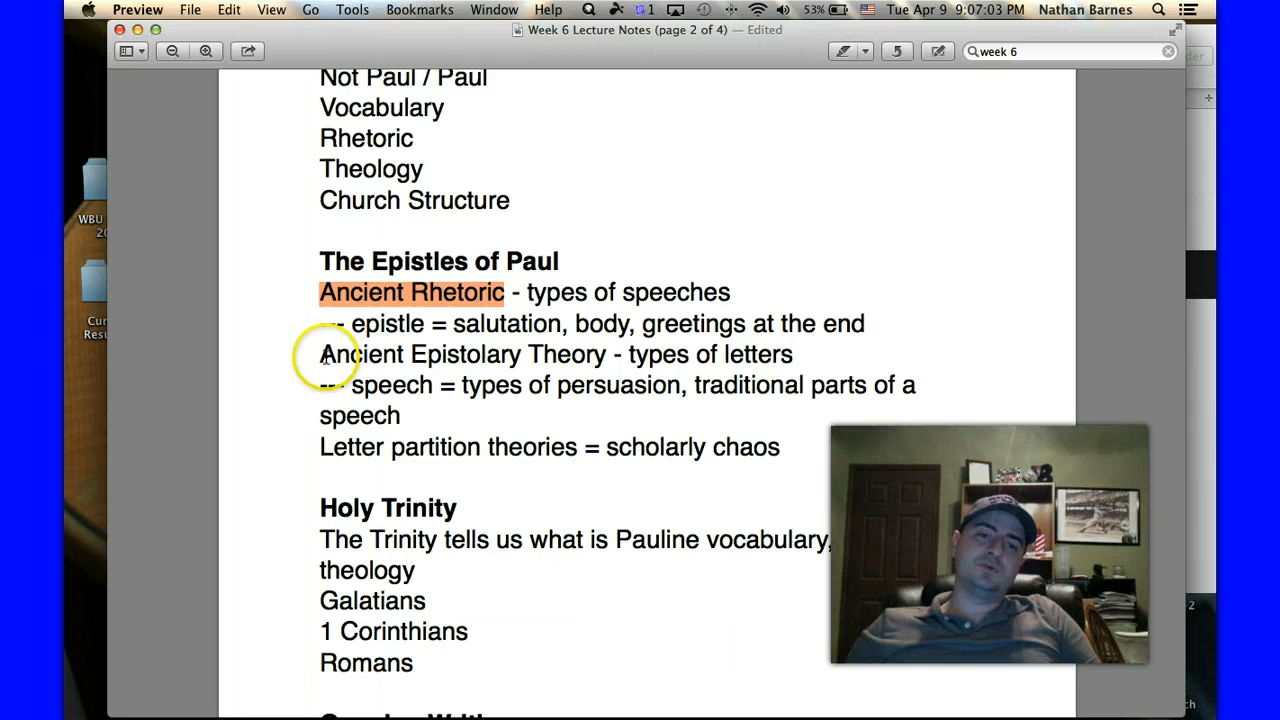 Preview File Edit View Go Tools Bookmarks Window Help 1 53% Tue Apr 9 9:07:03 PM Nathan Barnes
Week 6 Lecture Notes (page 2 of 4) — Edited
week 6
Not Paul / Paul
Vocabulary
Rhetoric
Theology
Church Structure
The Epistles of Paul
Ancient Rhetoric - types of speeches
--- epistle = salutation, body, greetings at the end
Ancient Epistolary Theory - types of letters
--- speech = types of persuasion, traditional parts of a
speech
Letter partition theories = scholarly chaos
Holy Trinity
The Trinity tells us what is Pauline vocabulary,
theology
Galatians
1 Corinthians
Romans
WBU